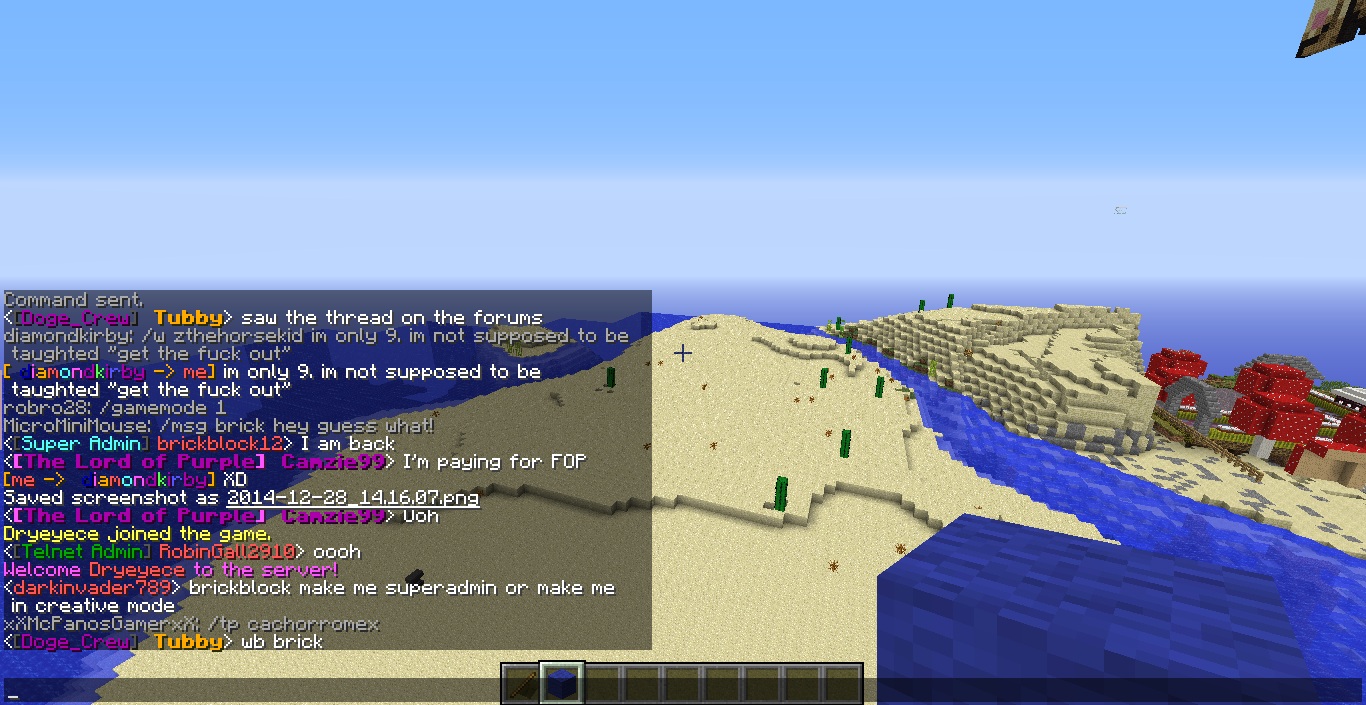 Command sent.
<[Doge_Crew] Tubby> saw the thread on the forums
diamondkirby: /w zthehorsekid im only 9. im not supposed to be
taughted "get the fuck out"
[ diamondkirby -> me] im only 9. im not supposed to be
taughted "get the fuck out"
robro28: /gamemode 1
MicroMiniMouse: /msg brick hey guess what!
<[Super Admin] brickblock12> I am back
<[The Lord of Purple] Camzie99> I'm paying for FOP
[me -> diamondkirby] XD
Saved screenshot as 2014-12-28_14.16.07.png
<[The Lord of Purple] Camzie99> Uoh
Dryeyece joined the game.
<[Telnet Admin] RobinGall2910> oooh
Welcome Dryeyece to the server!
<darkinvader789> brickblock make me superadmin or make me
in creative mode
xXMcPanosGamerxX: /tp cachorromex
<[Doge_Crew] Tubby> wb brick
_